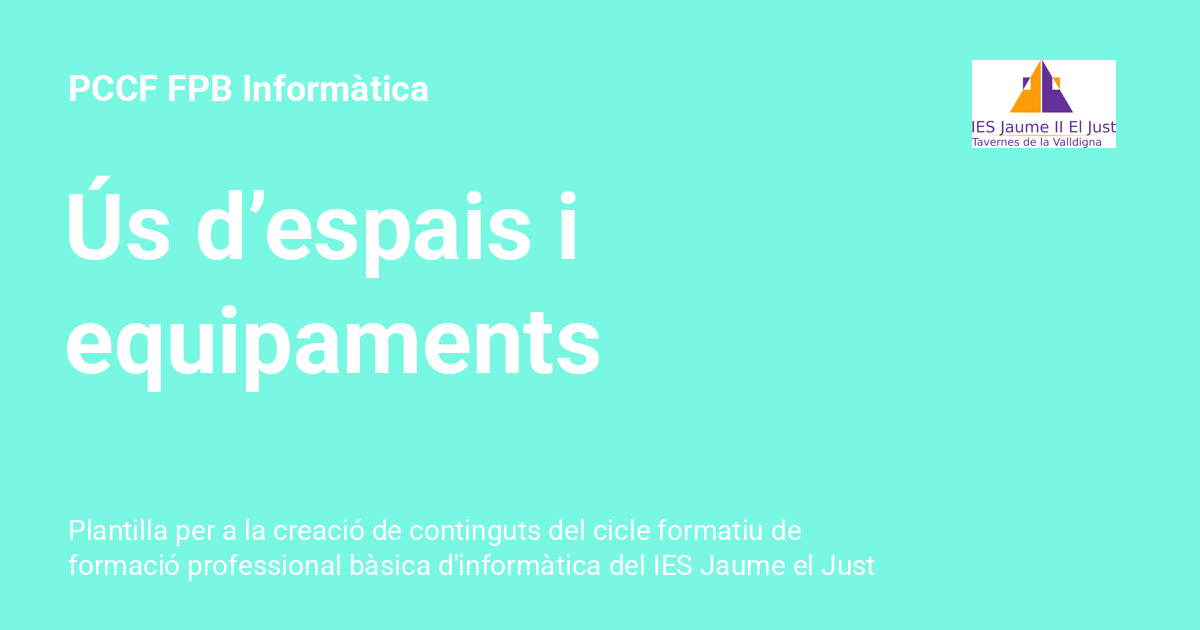 PCCF FPB Informàtica
IES Jaume II El Just
Tavernes de la Valldigna
Ús d’espais i
equipaments
Plantilla per a la creació de continguts del cicle formatiu de
formació professional bàsica d'informàtica del IES Jaume el Just